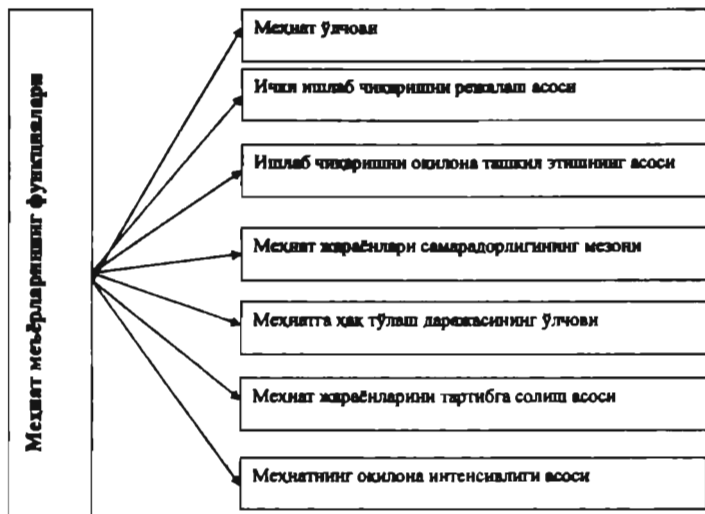 Меҳнат меъёрларининг функциялари
Меҳнат ўлчови
Ички ишлаб чиқаришни режалаш асоси
Ишлаб чиқаришни оқилона ташкил этишнинг асоси
Меҳнат жараёнлари самарадорлигининг мезони
Меҳнатга ҳақ тўлаш даражасининг ўлчови
Меҳнат жараёнларини тартибга солиш асоси
Меҳнатнинг оқилона интенсивлиги асоси